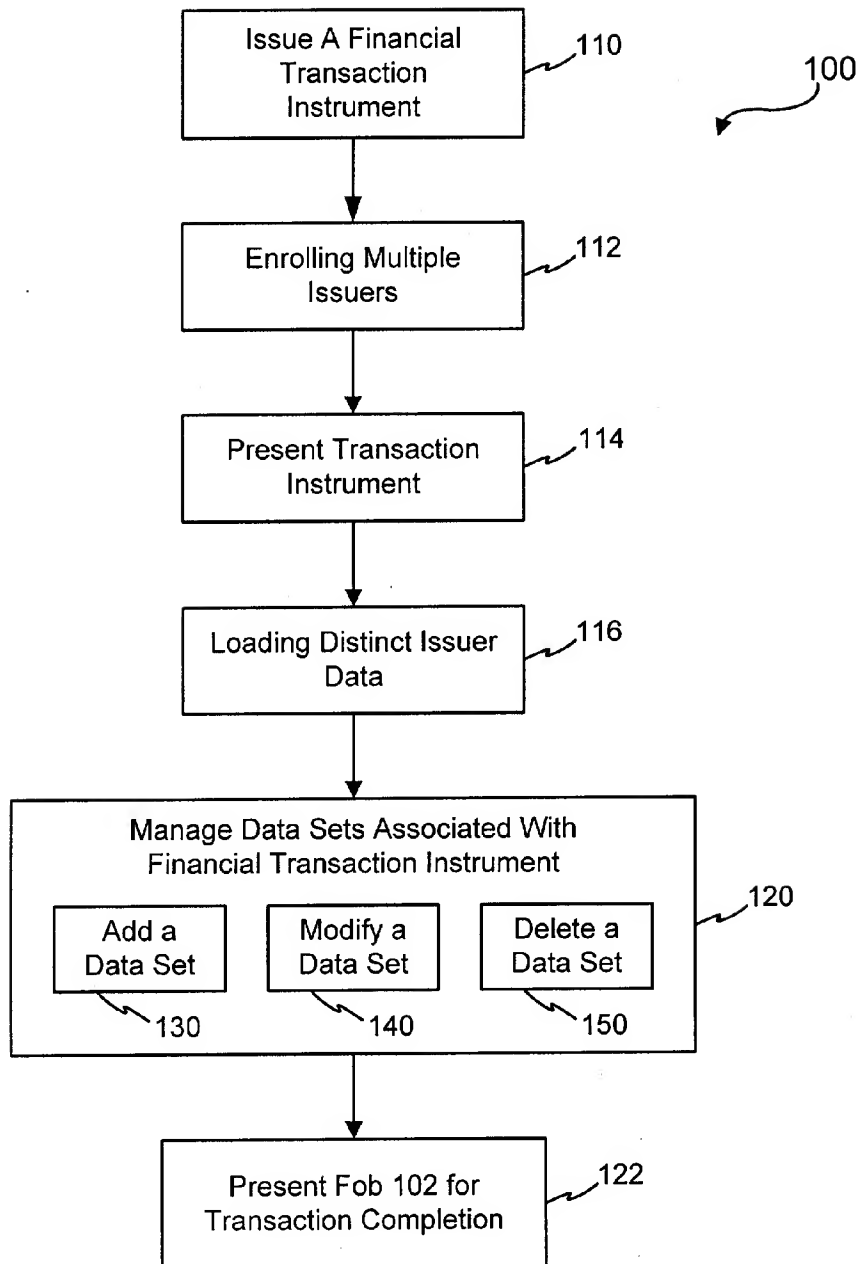 Issue A Financial
Transaction
Instrument
110
100
Enrolling Multiple
Issuers
112
Present Transaction
Instrument
114
Loading Distinct Issuer
Data
116
Manage Data Sets Associated With
Financial Transaction Instrument
120
Add a
Data Set
130
Modify a
Data Set
140
Delete a
Data Set
150
Present Fob 102 for
Transaction Completion
122